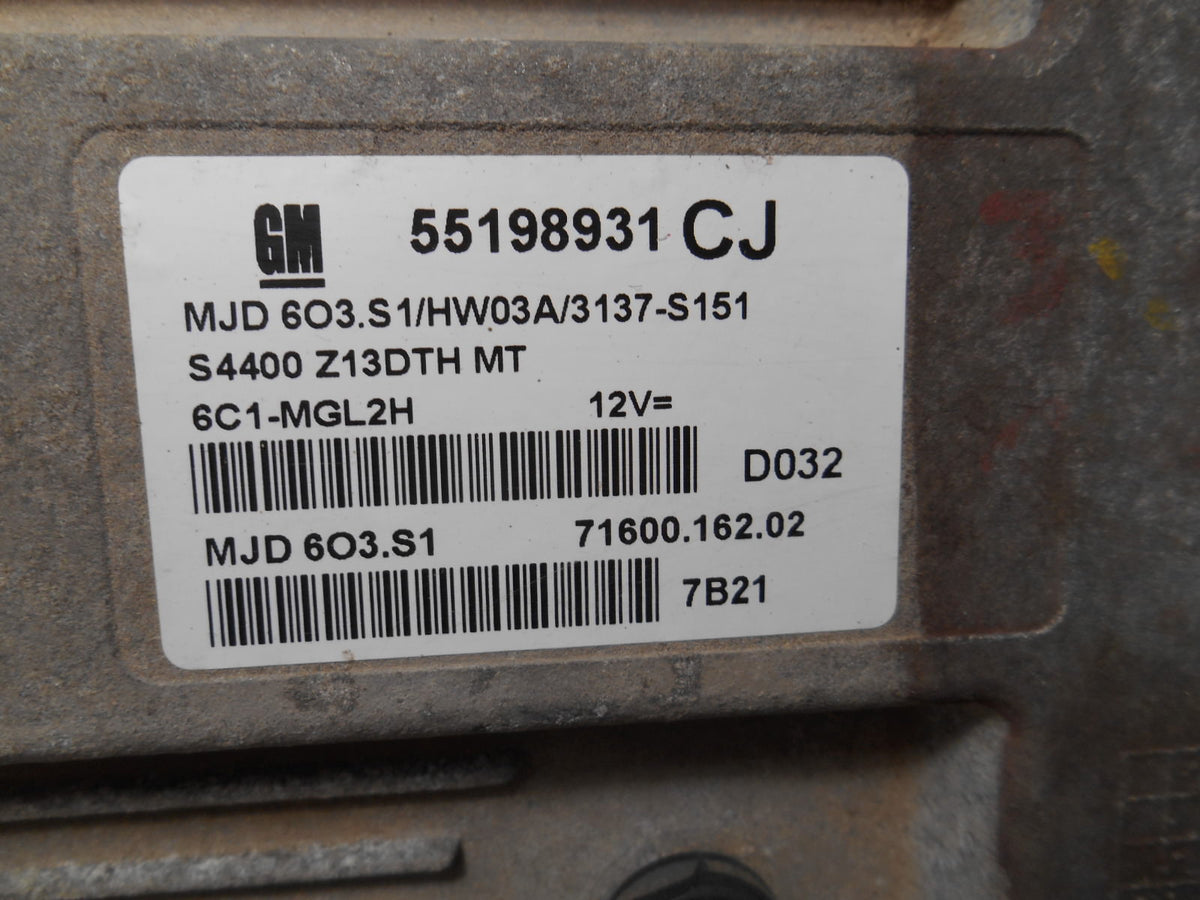 GM 55198931 CJ
MJD 6O3.S1/HW03A/3137-S151
S4400 Z13DTH MT
6C1-MGL2H 12V=
D032
MJD 6O3.S1 71600.162.02
7B21